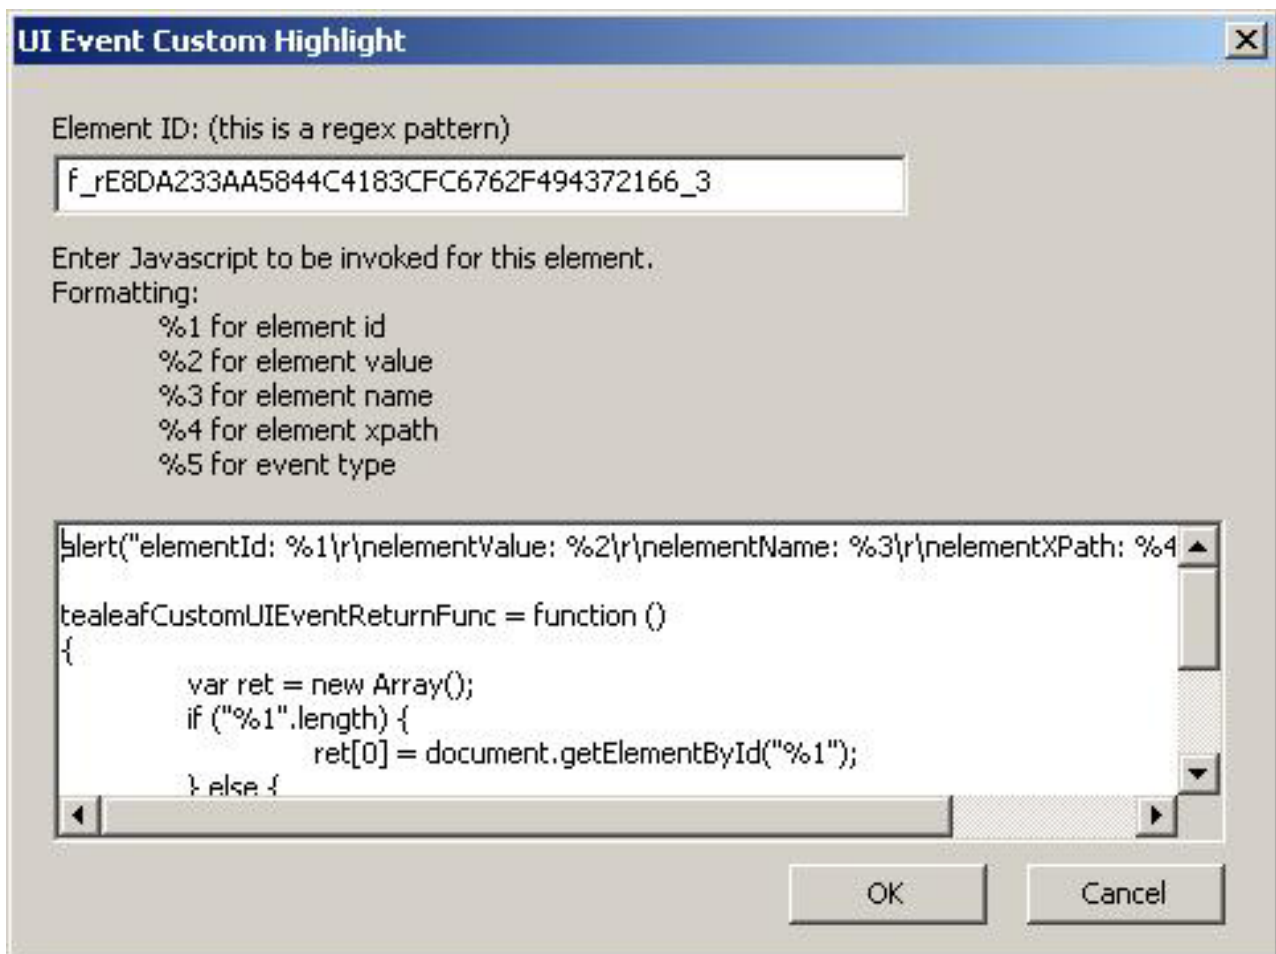 UI Event Custom Highlight
Element ID: (this is a regex pattern)
f_rE8DA233AA5844C4183CFC6762F494372166_3
Enter Javascript to be invoked for this element.
Formatting:
%1 for element id
%2 for element value
%3 for element name
%4 for element xpath
%5 for event type
alert("elementId: %1\r\nelementValue: %2\r\nelementName: %3\r\nelementXPath: %4
tealeafCustomUIEventReturnFunc = function ()
{
var ret = new Array();
if ("%1".length) {
ret[0] = document.getElementById("%1");
} else {
OK
Cancel